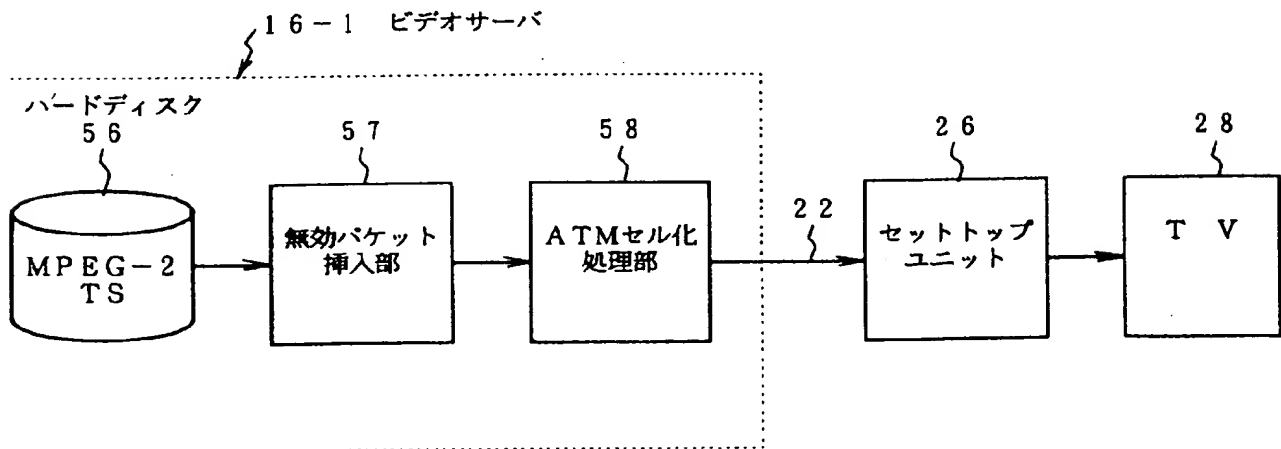 16-1 ビデオサーバ
ハードディスク
56
57
58
26
28
22
MPEG-2
TS
無効パケット
挿入部
ATMセル化
処理部
セットトップ
ユニット
TV